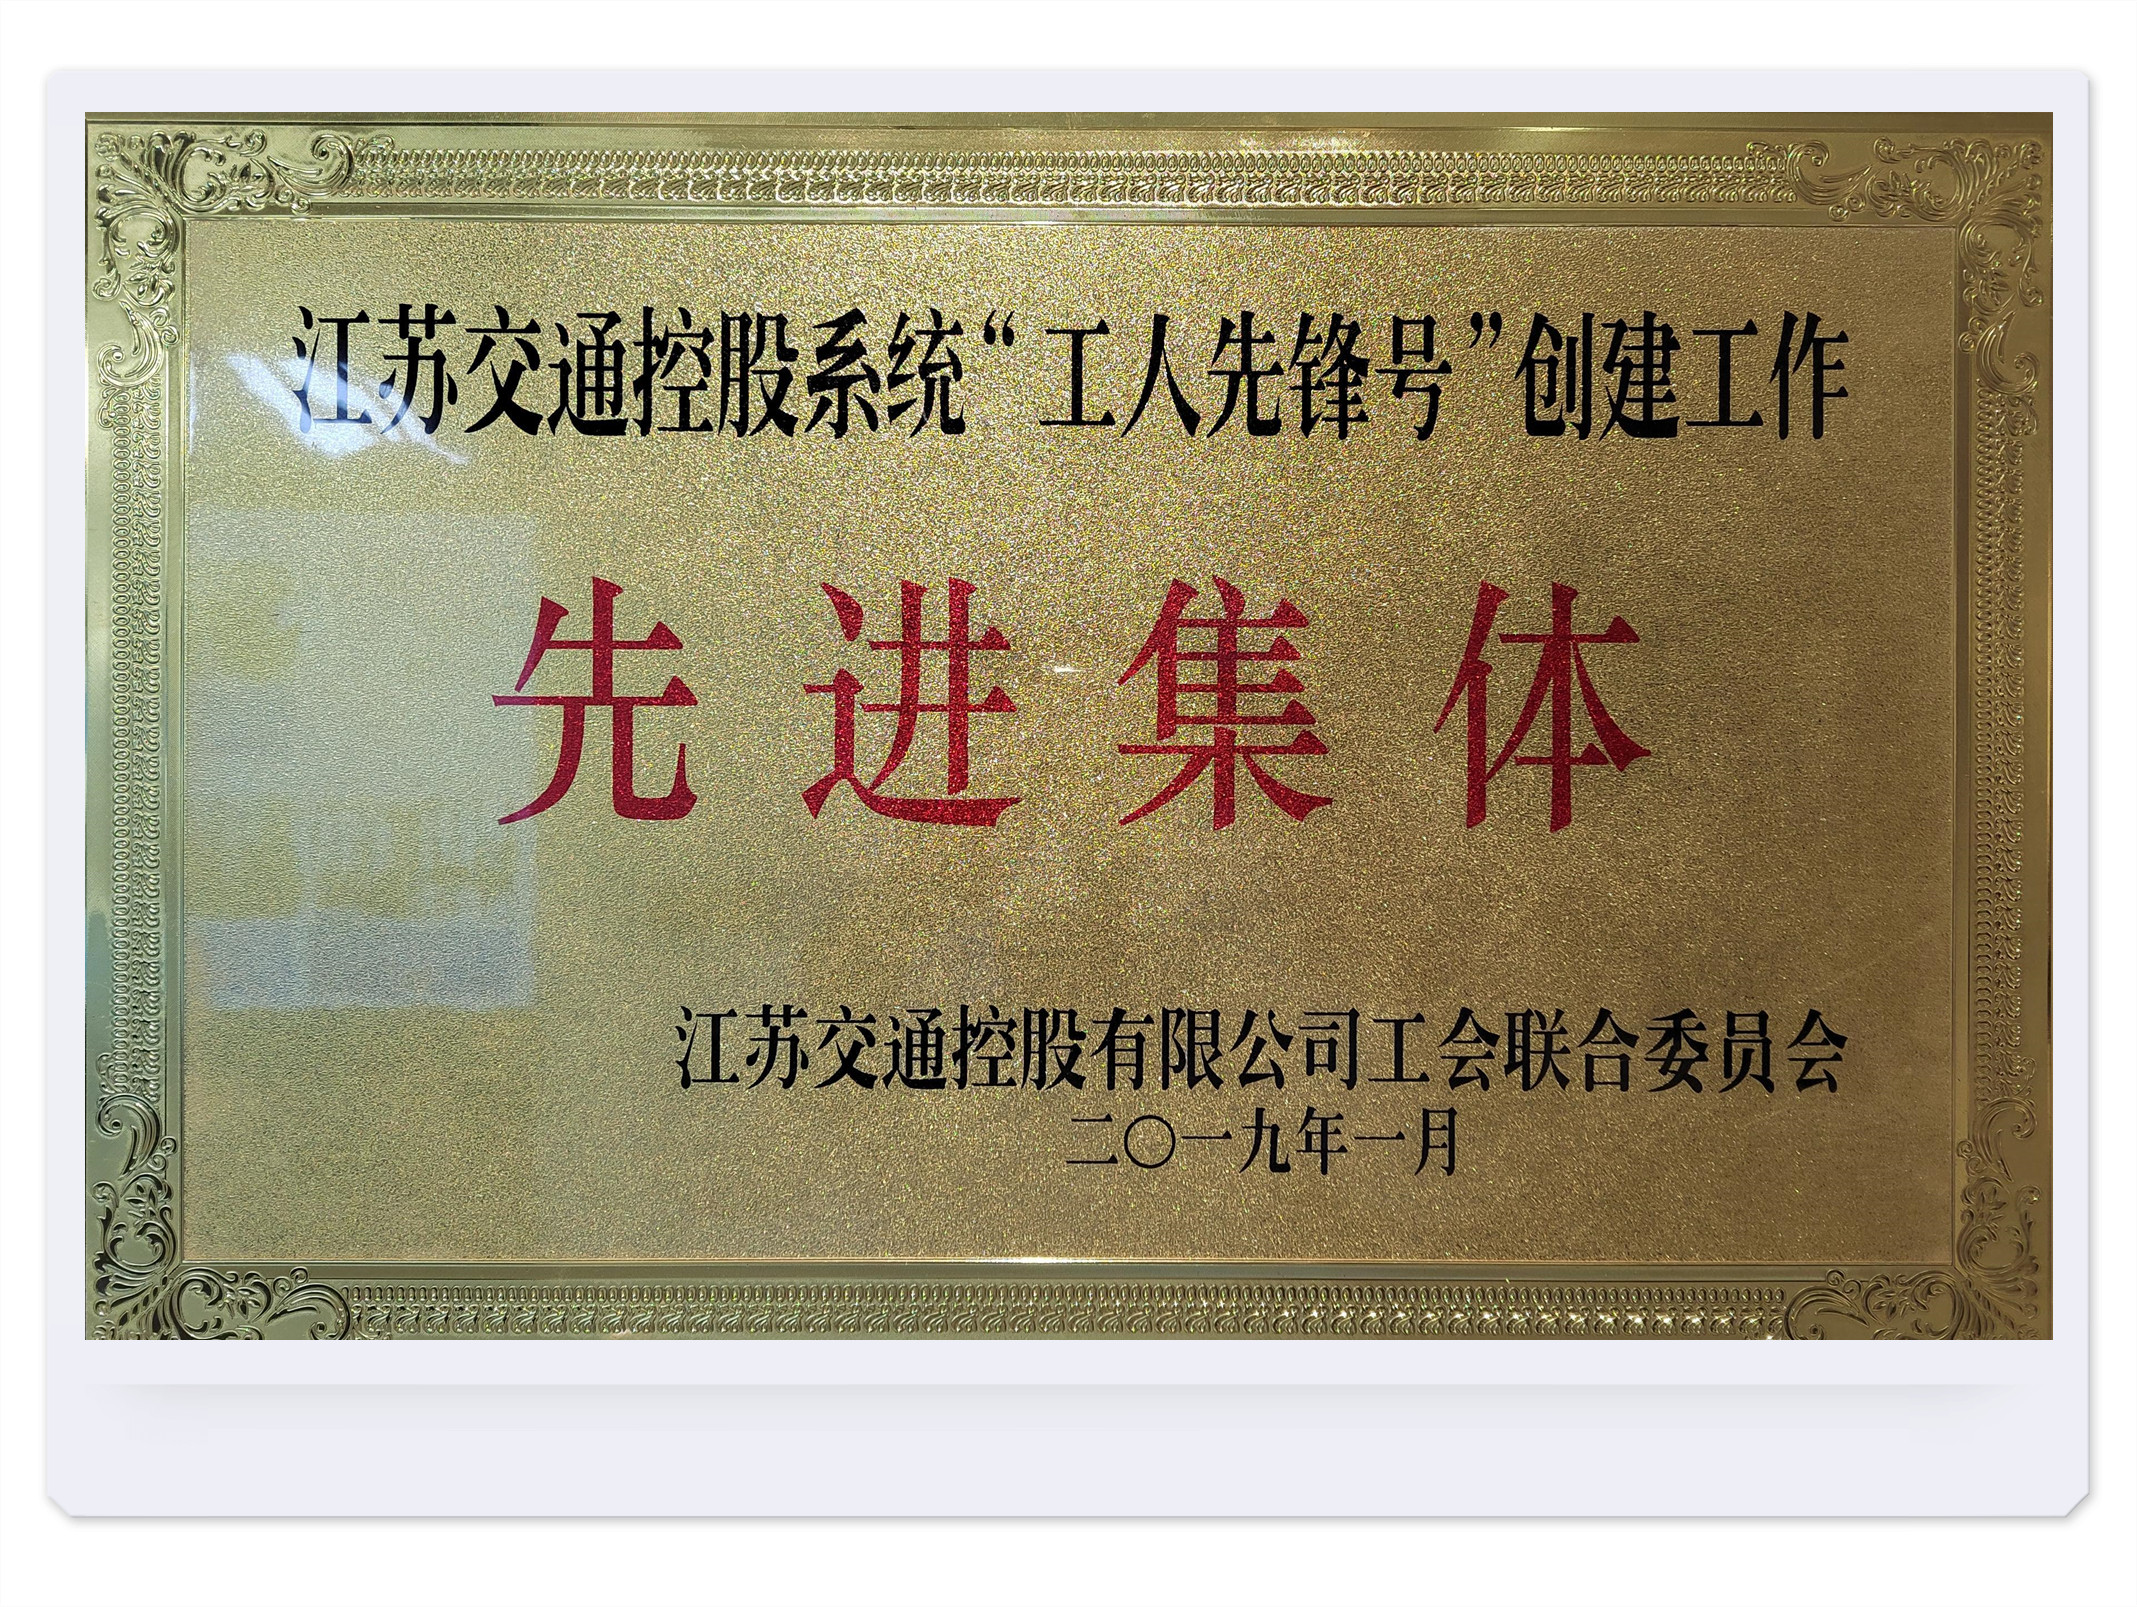 江苏交通控股系统“工人先锋号”创建工作
先进集体
江苏交通控股有限公司工会联合委员会
二〇一九年一月